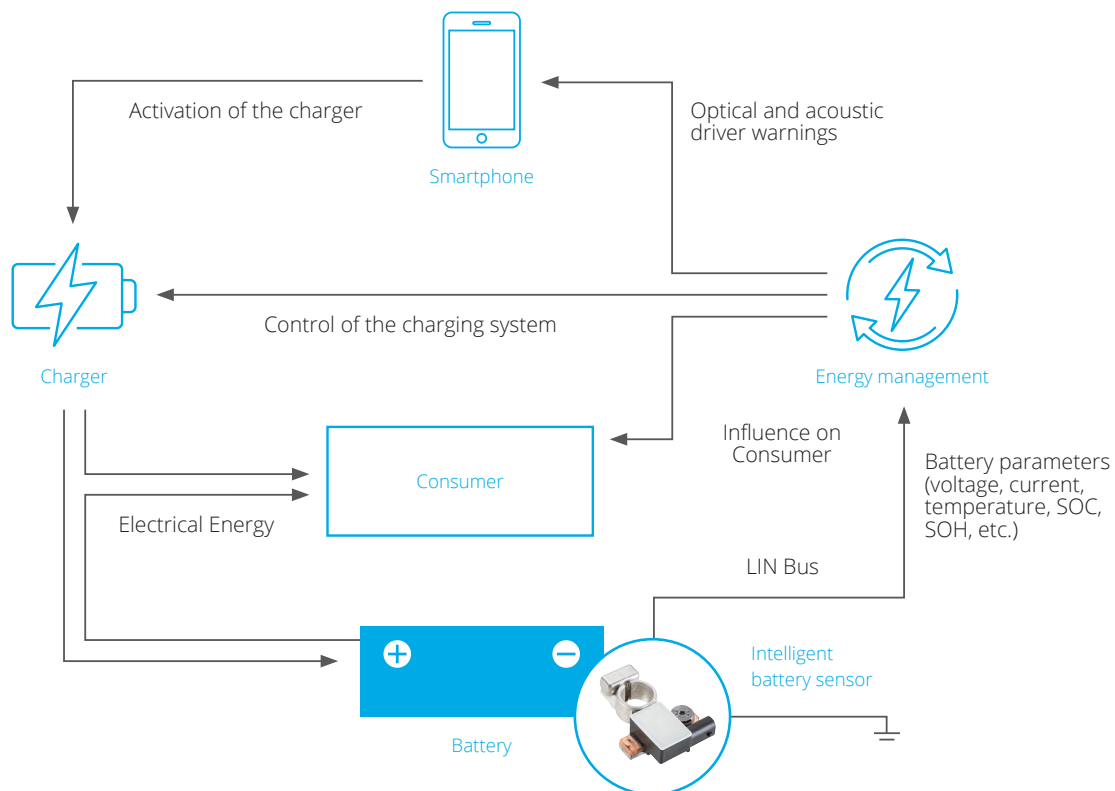 Activation of the charger
Optical and acoustic
driver warnings
Smartphone
Control of the charging system
Charger
Energy management
Influence on
Consumer
Consumer
Battery parameters
(voltage, current,
temperature, SOC,
SOH, etc.)
Electrical Energy
LIN Bus
Intelligent
battery sensor
Battery